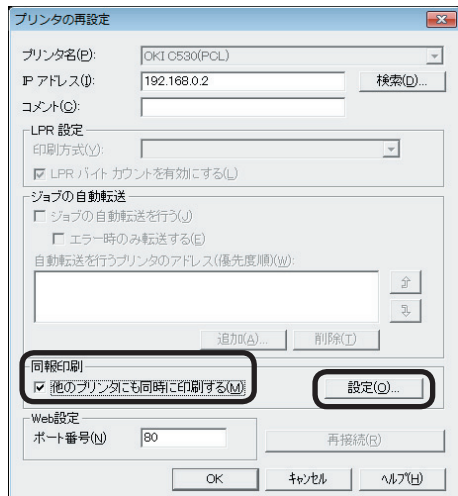 プリンタの再設定
プリンタ名(P): OKI C530(PCL)
IP アドレス(I): 192.168.0.2 検索(D)...
コメント(C):
LPR 設定
印刷方式(Y):
LPR バイト カウントを有効にする(L)
ジョブの自動転送
ジョブの自動転送を行う(J)
エラー時のみ転送する(E)
自動転送を行うプリンタのアドレス(優先度順)(W):
追加(A)... 削除(T)
同報印刷
他のプリンタにも同時に印刷する(M) 設定(O)...
Web設定
ポート番号(N) 80 再接続(R)
OK キャンセル ヘルプ(H)